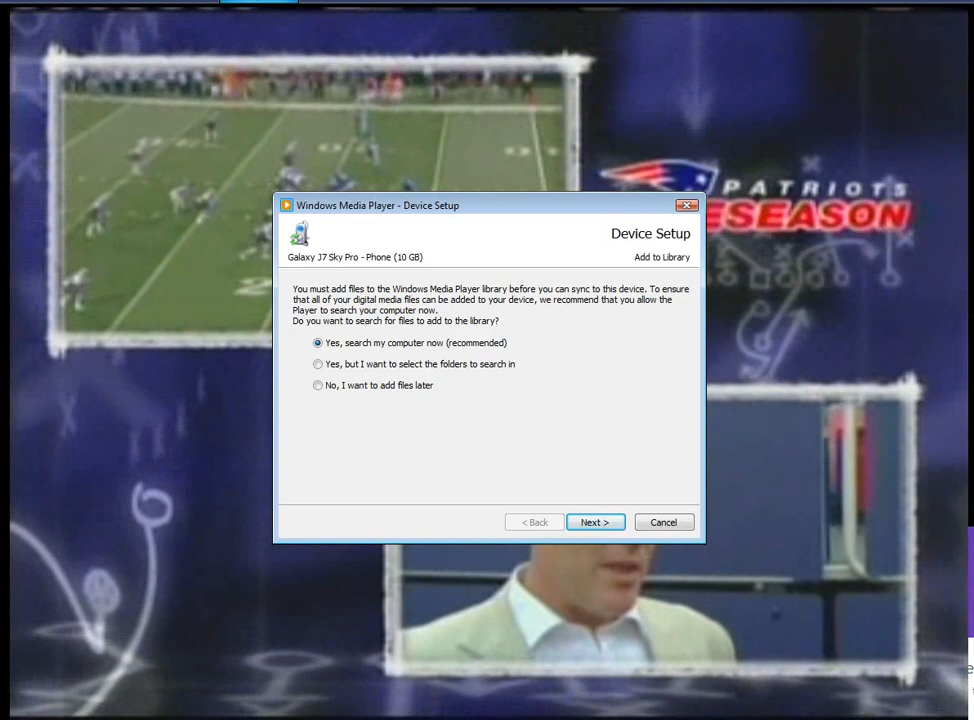 Windows Media Player - Device Setup
Device Setup
Galaxy J7 Sky Pro - Phone (10 GB)
Add to Library
You must add files to the Windows Media Player library before you can sync to this device. To ensure
that all of your digital media files can be added to your device, we recommend that you allow the
Player to search your computer now.
Do you want to search for files to add to the library?
Yes, search my computer now (recommended)
Yes, but I want to select the folders to search in
No, I want to add files later
< Back
Next >
Cancel
PATRIOTS
ESEASON